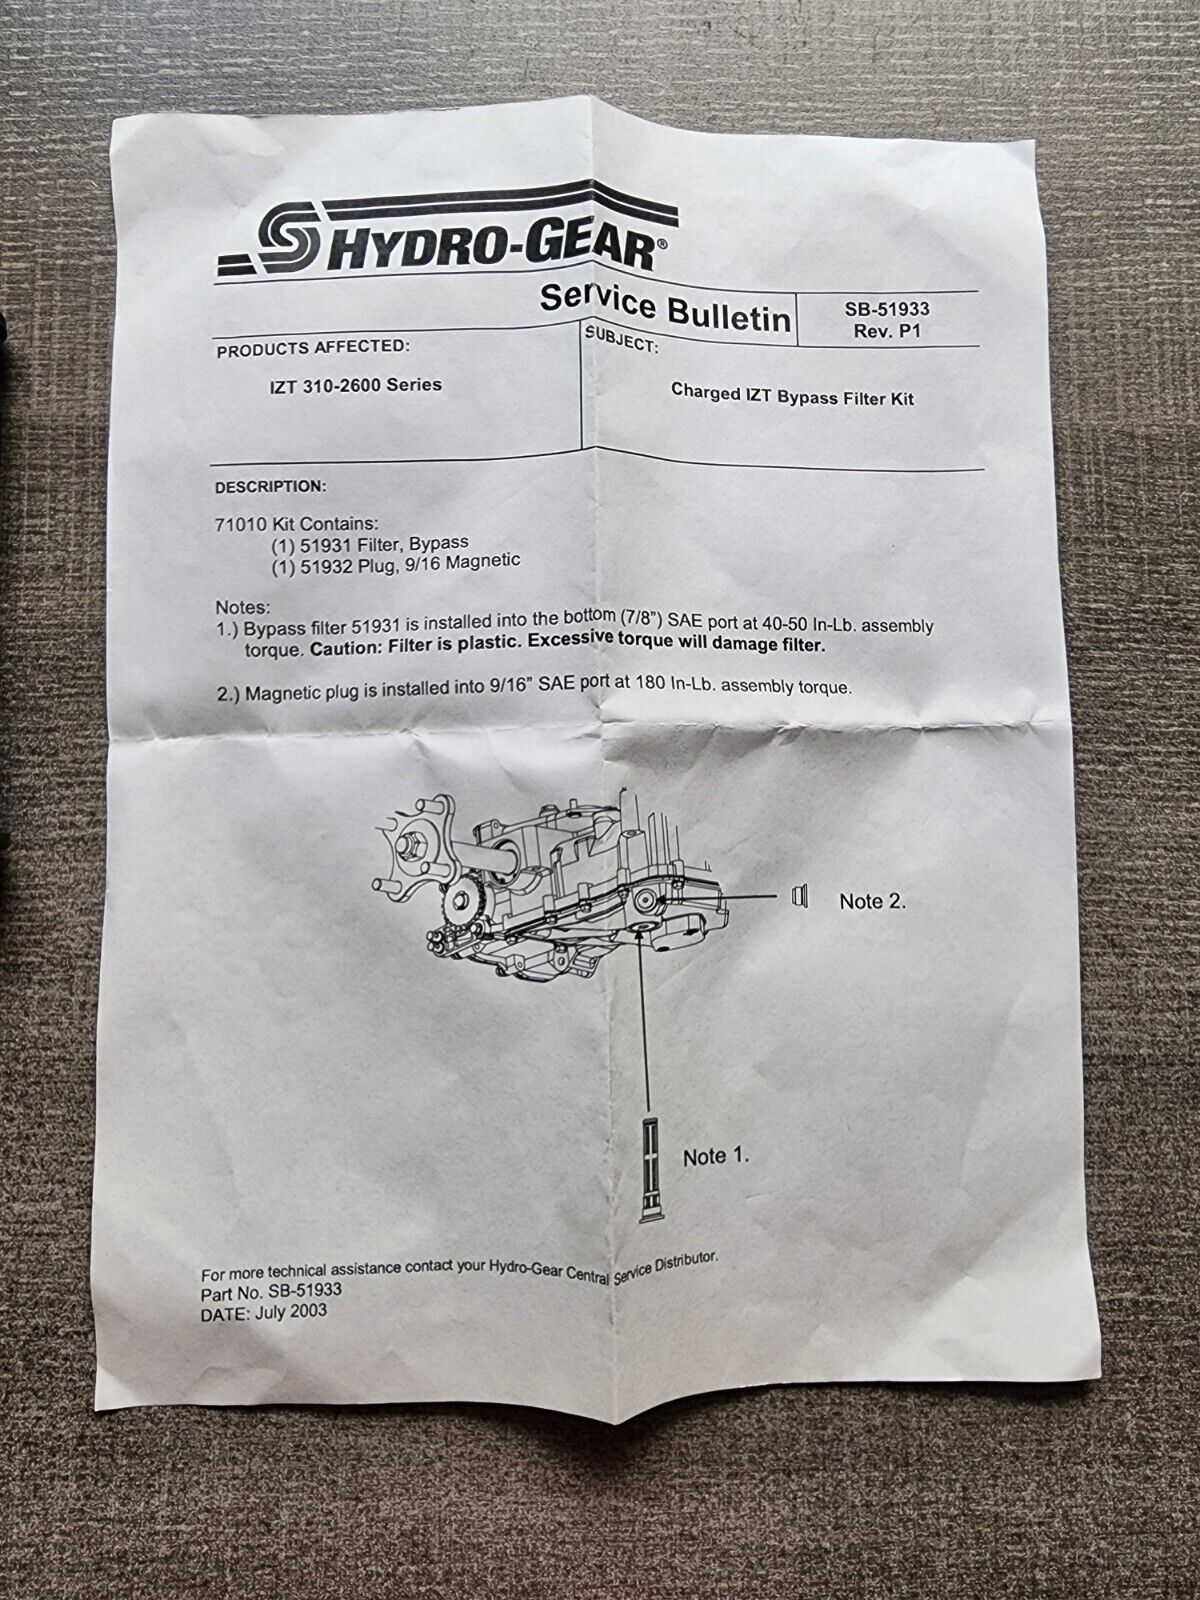 HYDRO-GEAR®
Service Bulletin
SB-51933
Rev. P1
PRODUCTS AFFECTED:
IZT 310-2600 Series
SUBJECT:
Charged IZT Bypass Filter Kit
DESCRIPTION:
71010 Kit Contains:
(1) 51931 Filter, Bypass
(1) 51932 Plug, 9/16 Magnetic
Notes:
1.) Bypass filter 51931 is installed into the bottom (7/8”) SAE port at 40-50 In-Lb. assembly
torque. Caution: Filter is plastic. Excessive torque will damage filter.
2.) Magnetic plug is installed into 9/16” SAE port at 180 In-Lb. assembly torque.
Note 2.
Note 1.
For more technical assistance contact your Hydro-Gear Central Service Distributor.
Part No. SB-51933
DATE: July 2003